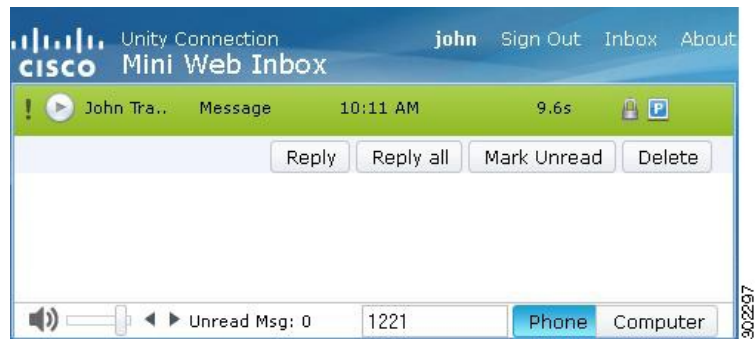 Unity Connection john Sign Out Inbox About
CISCO Mini Web Inbox
! John Tra.. Message 10:11 AM 9.6s P
Reply Reply all Mark Unread Delete
Unread Msg: 0 1221 Phone Computer
302297